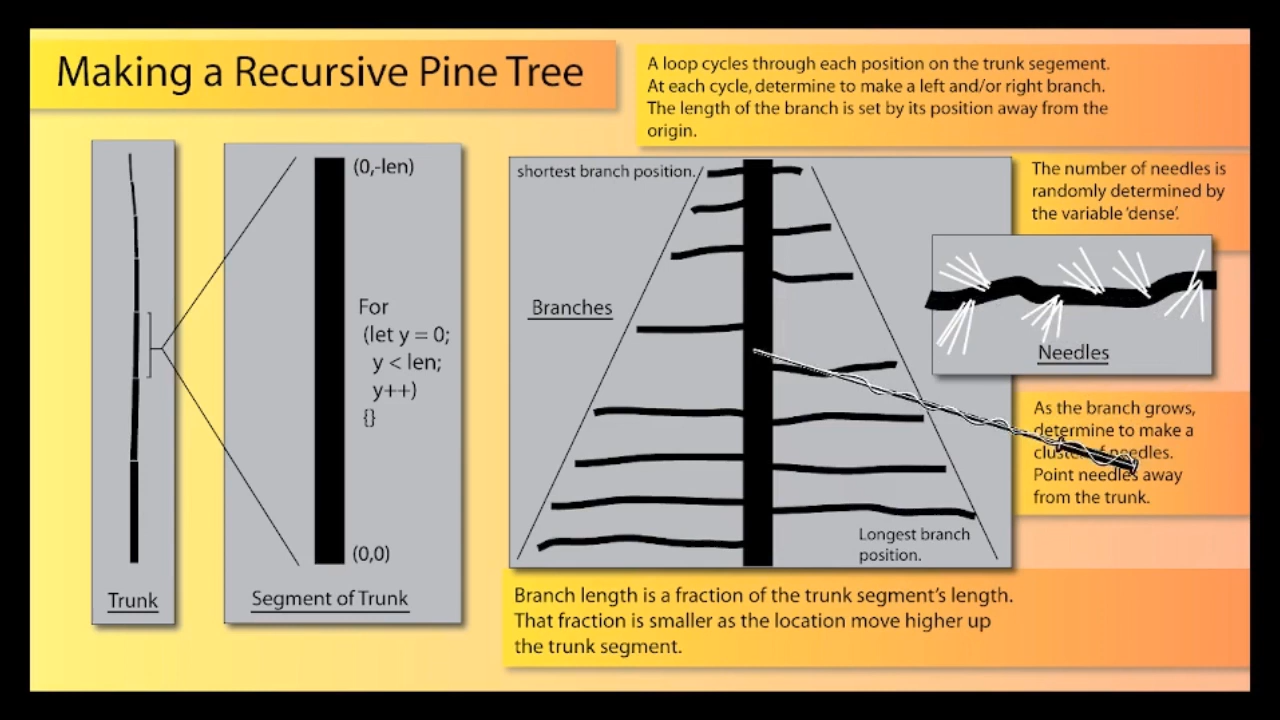 Making a Recursive Pine Tree
A loop cycles through each position on the trunk segement.
At each cycle, determine to make a left and/or right branch.
The length of the branch is set by its position away from the
origin.
Trunk
(0,-len)
For
(let y = 0;
y < len;
y++)
{}
(0,0)
Segment of Trunk
shortest branch position.
Branches
Longest branch
position.
The number of needles is
randomly determined by
the variable 'dense'.
Needles
As the branch grows,
determine to make a
cluster of needles.
Point needles away
from the trunk.
Branch length is a fraction of the trunk segment's length.
That fraction is smaller as the location move higher up
the trunk segment.